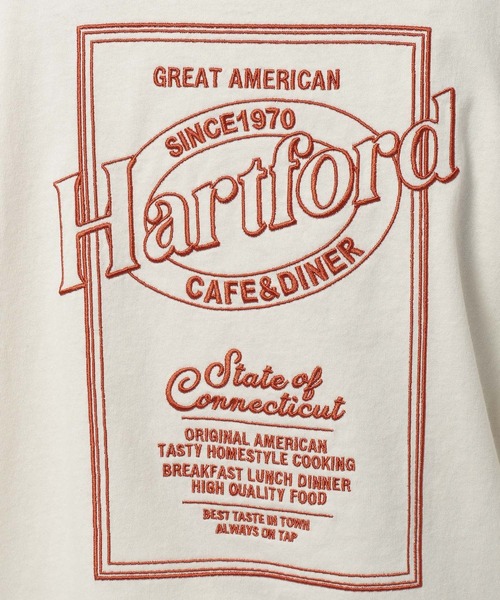 GREAT AMERICAN
SINCE1970
Hartford
CAFE&DINER
State of
Connecticut
ORIGINAL AMERICAN
TASTY HOMESTYLE COOKING
BREAKFAST LUNCH DINNER
HIGH QUALITY FOOD
BEST TASTE IN TOWN
ALWAYS ON TAP